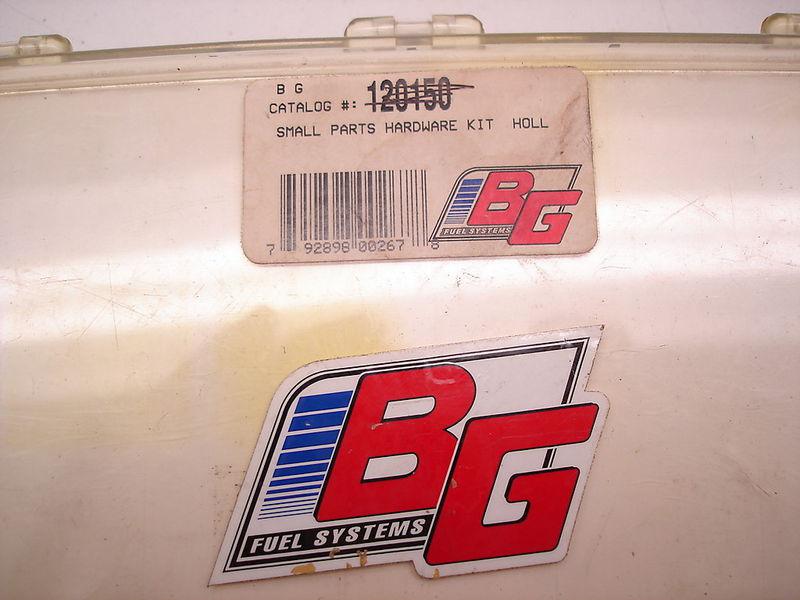 B G
CATALOG #: 120150
SMALL PARTS HARDWARE KIT HOLL
7 92898 00267 8
BG
FUEL SYSTEMS
BG
FUEL SYSTEMS